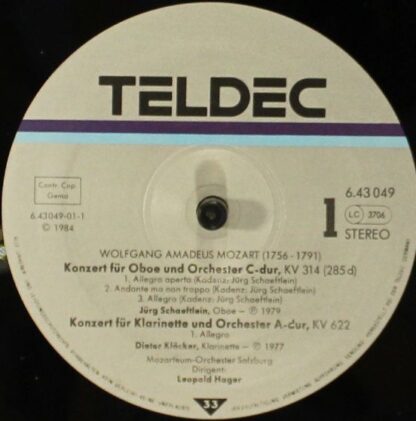 TELDEC
Contr. Cop.
Gema
6.43049-01-1
© 1984
1
6.43 049
LC 3706
STEREO
WOLFGANG AMADEUS MOZART (1756-1791)
Konzert für Oboe und Orchester C-dur, KV 314 (285 d)
1. Allegro aperta (Kadenz: Jürg Schaeftlein)
2. Andante ma non troppo (Kadenz: Jürg Schaeftlein)
3. Allegro (Kadenz: Jürg Schaeftlein)
Jürg Schaeftlein, Oboe – ℗ 1979
Konzert für Klarinette und Orchester A-dur, KV 622
1. Allegro
Dieter Klöcker, Klarinette – ℗ 1977
Mozarteum-Orchester Salzburg
Dirigent:
Leopold Hager
33